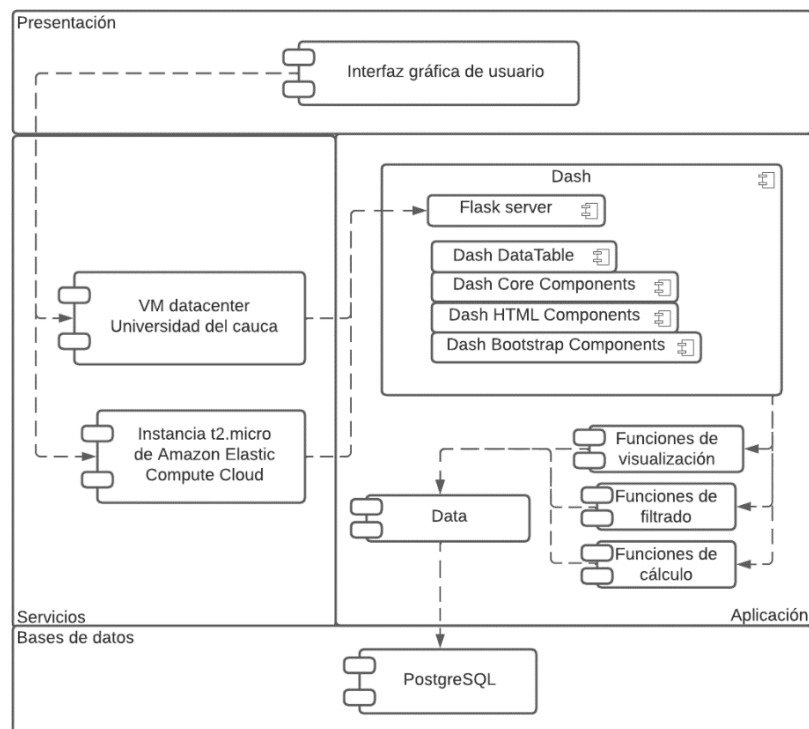 Presentación
Interfaz gráfica de usuario
Dash
Flask server
Dash DataTable
Dash Core Components
Dash HTML Components
Dash Bootstrap Components
VM datacenter
Universidad del cauca
Instancia t2.micro
de Amazon Elastic
Compute Cloud
Funciones de
visualización
Funciones de
filtrado
Funciones de
cálculo
Data
Servicios
Aplicación
Bases de datos
PostgreSQL